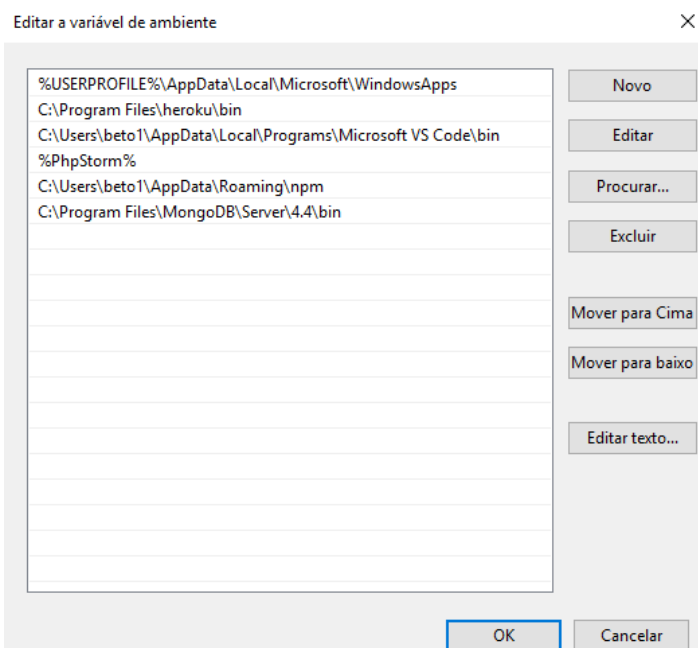 Editar a variável de ambiente
%USERPROFILE%\AppData\Local\Microsoft\WindowsApps
C:\Program Files\heroku\bin
C:\Users\beto1\AppData\Local\Programs\Microsoft VS Code\bin
%PhpStorm%
C:\Users\beto1\AppData\Roaming\npm
C:\Program Files\MongoDB\Server\4.4\bin
Novo
Editar
Procurar...
Excluir
Mover para Cima
Mover para baixo
Editar texto...
OK
Cancelar